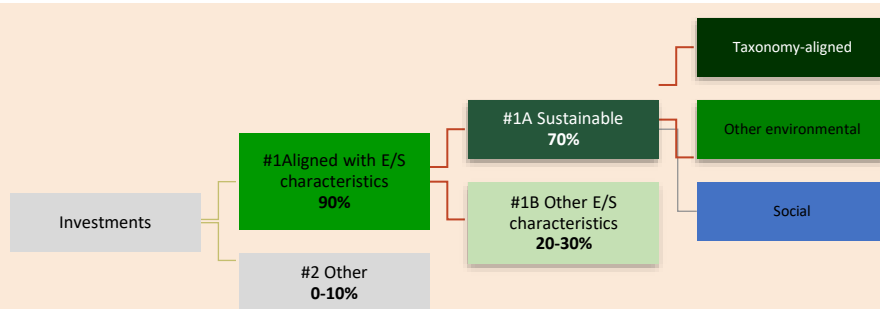 Investments
#1Aligned with E/S
characteristics
90%
#2 Other
0-10%
#1A Sustainable
70%
#1B Other E/S
characteristics
20-30%
Taxonomy-aligned
Other environmental
Social